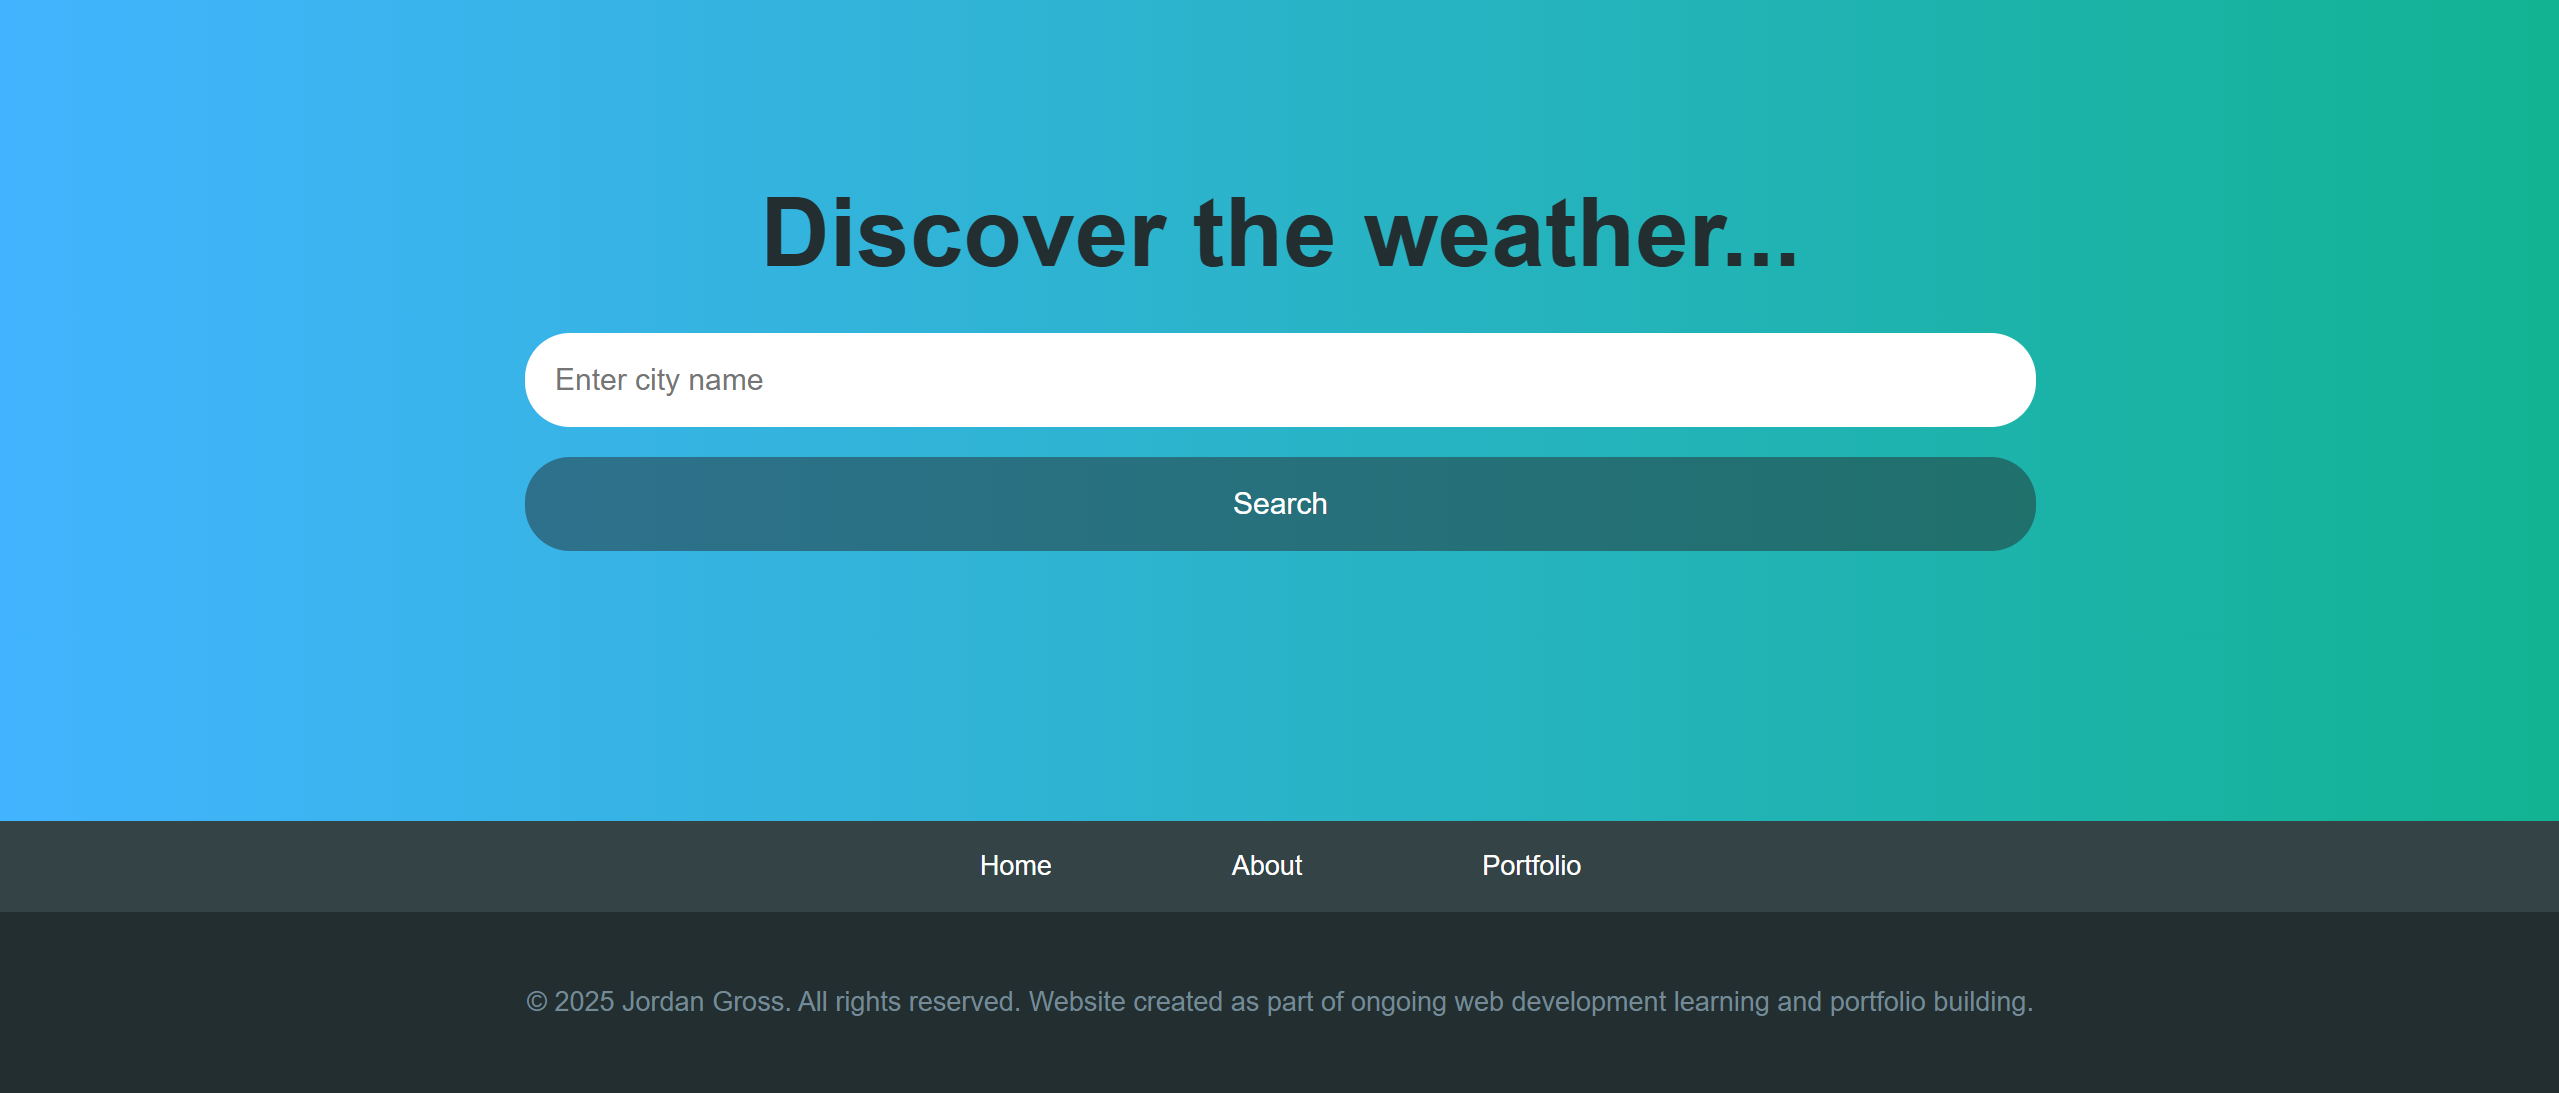 Discover the weather...
Enter city name
Search
Home About Portfolio
© 2025 Jordan Gross. All rights reserved. Website created as part of ongoing web development learning and portfolio building.